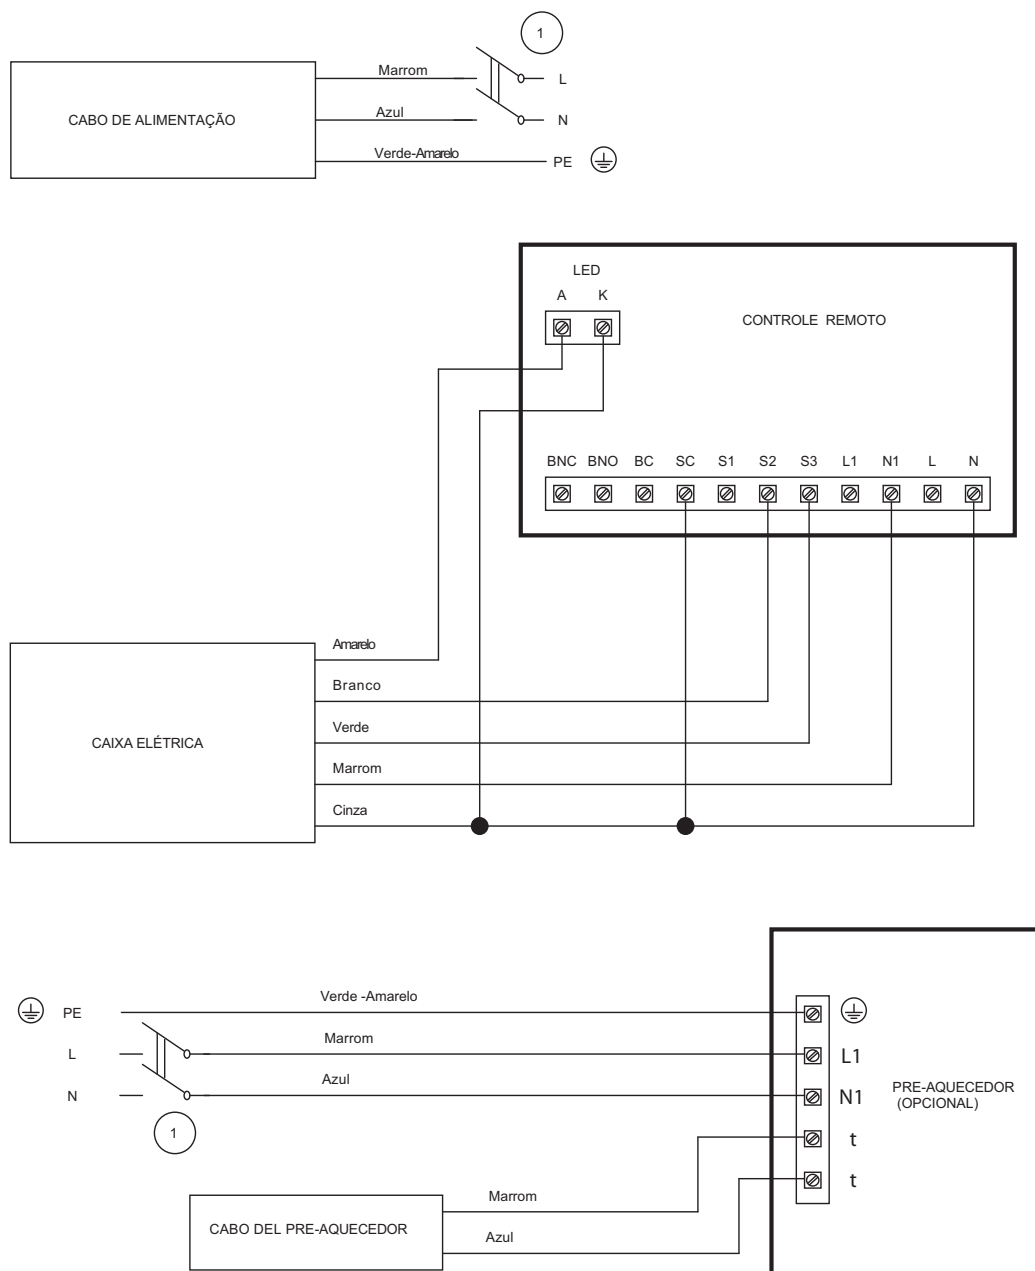 1
Marrom
L
CABO DE ALIMENTAÇÃO
Azul
N
Verde-Amarelo
PE
LED
A K
CONTROLE REMOTO
BNC BNO BC SC S1 S2 S3 L1 N1 L N
Amarelo
Branco
Verde
CAIXA ELÉTRICA
Marrom
Cinza
Verde -Amarelo
PE
Marrom
L
L1
Azul
N
N1
PRE-AQUECEDOR
(OPCIONAL)
1
t
t
Marrom
CABO DEL PRE-AQUECEDOR
Azul